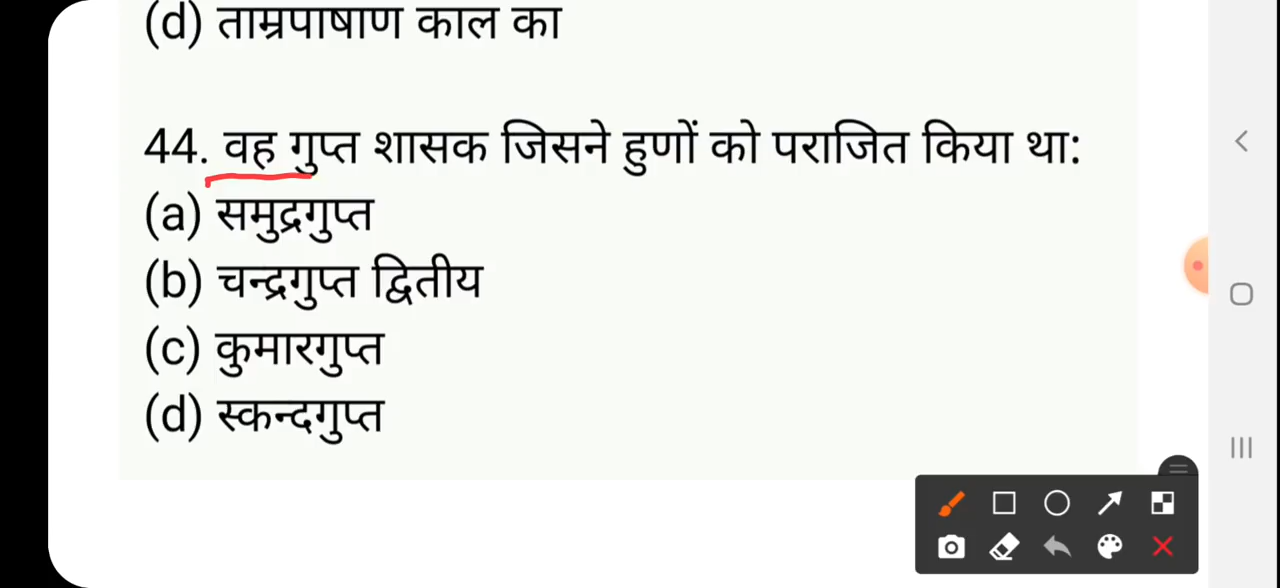 (d) ताम्रपाषाण काल का
44. वह गुप्त शासक जिसने हुणों को पराजित किया था:
(a) समुद्रगुप्त
(b) चन्द्रगुप्त द्वितीय
(c) कुमारगुप्त
(d) स्कन्दगुप्त